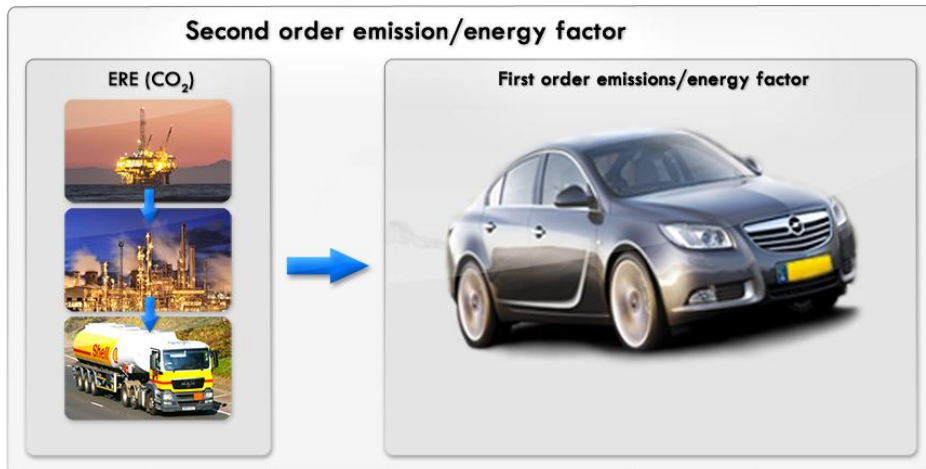 Second order emission/energy factor
ERE (CO₂)
First order emissions/energy factor
Shell